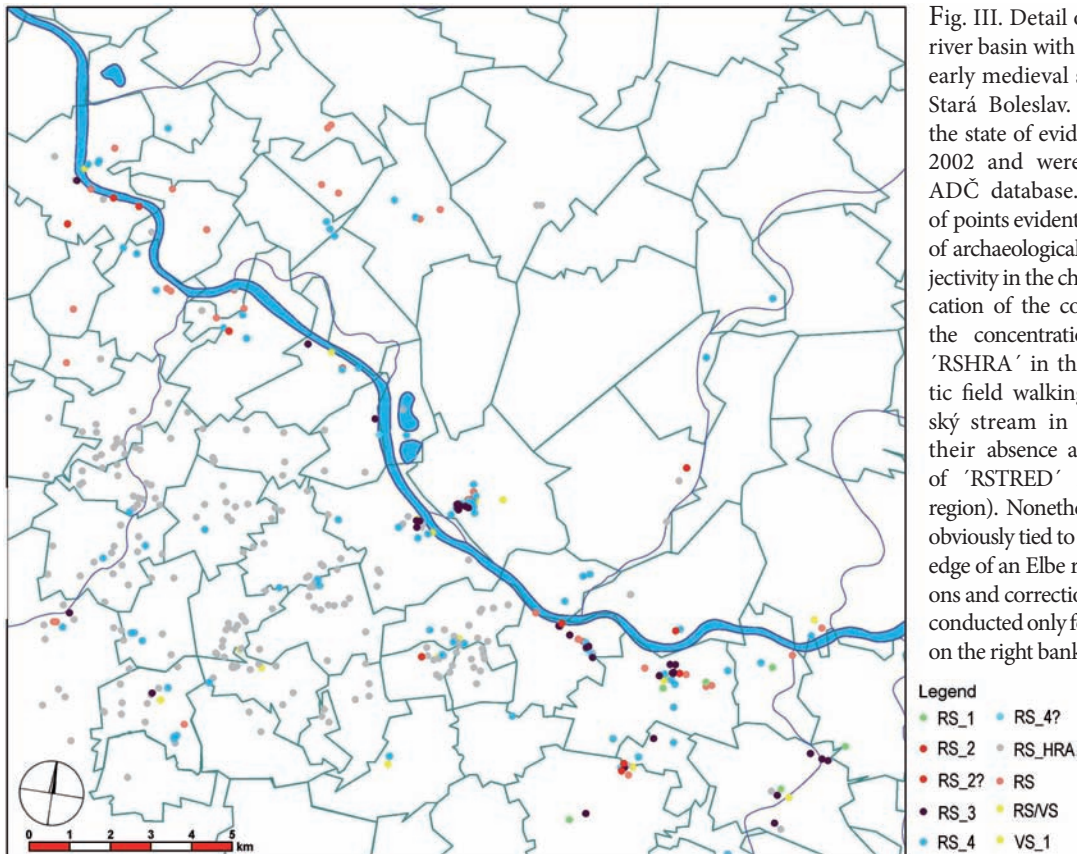 Fig. III. Detail o
river basin with
early medieval s
Stará Boleslav.
the state of evid
2002 and were
ADČ database.
of points evident
of archaeological
jectivity in the ch
cation of the co
the concentrati
´RSHRA´ in th
tic field walking
ský stream in
their absence a
of ´RSTRED´
region). Noneth
obviously tied to
edge of an Elbe r
ons and correctio
conducted only f
on the right bank
Legend
RS_1
RS_2
RS_2?
RS_3
RS_4
RS_4?
RS_HRA
RS
RS/VS
VS_1
0 1 2 3 4 5
km